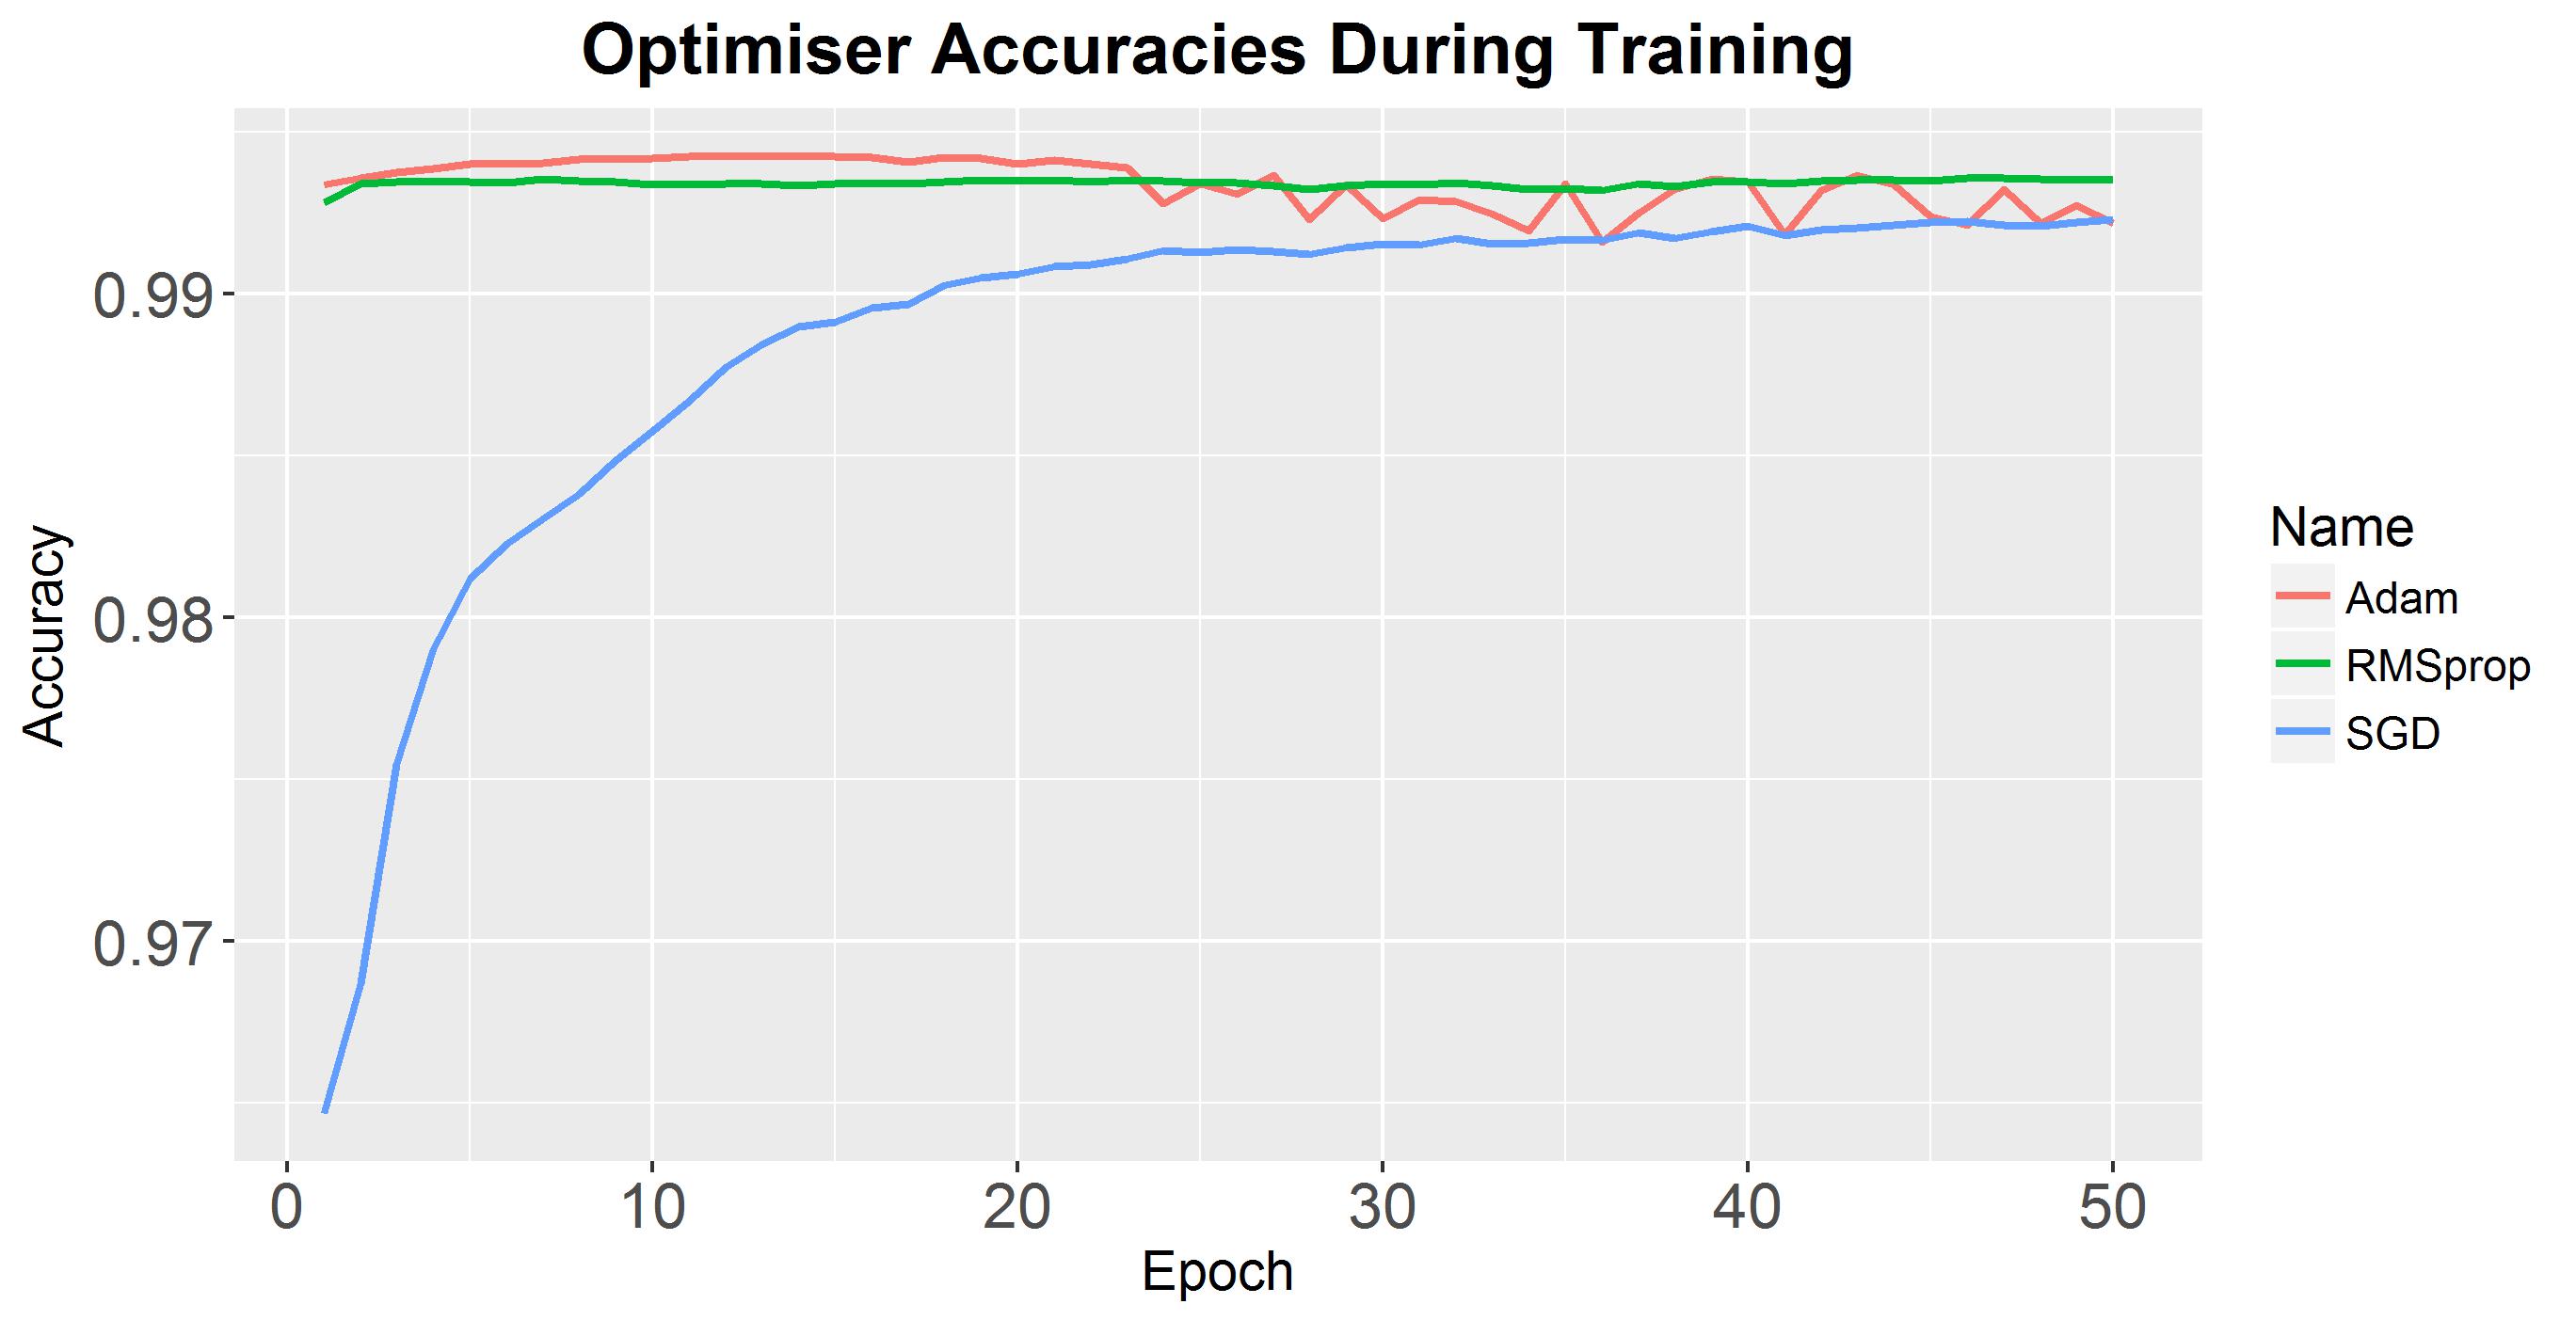 Optimiser Accuracies During Training
Accuracy
0.99
0.98
0.97
0 10 20 30 40 50
Epoch
Name
Adam
RMSprop
SGD